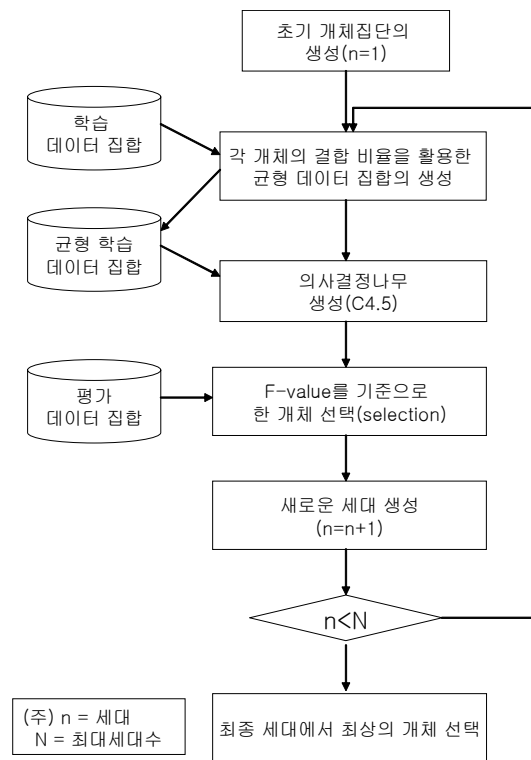 초기 개체집단의
생성(n=1)
학습
데이터 집합
각 개체의 결합 비율을 활용한
균형 데이터 집합의 생성
균형 학습
데이터 집합
의사결정나무
생성(C4.5)
평가
데이터 집합
F-value를 기준으로
한 개체 선택(selection)
새로운 세대 생성
(n=n+1)
n<N
(주) n = 세대
N = 최대세대수
최종 세대에서 최상의 개체 선택